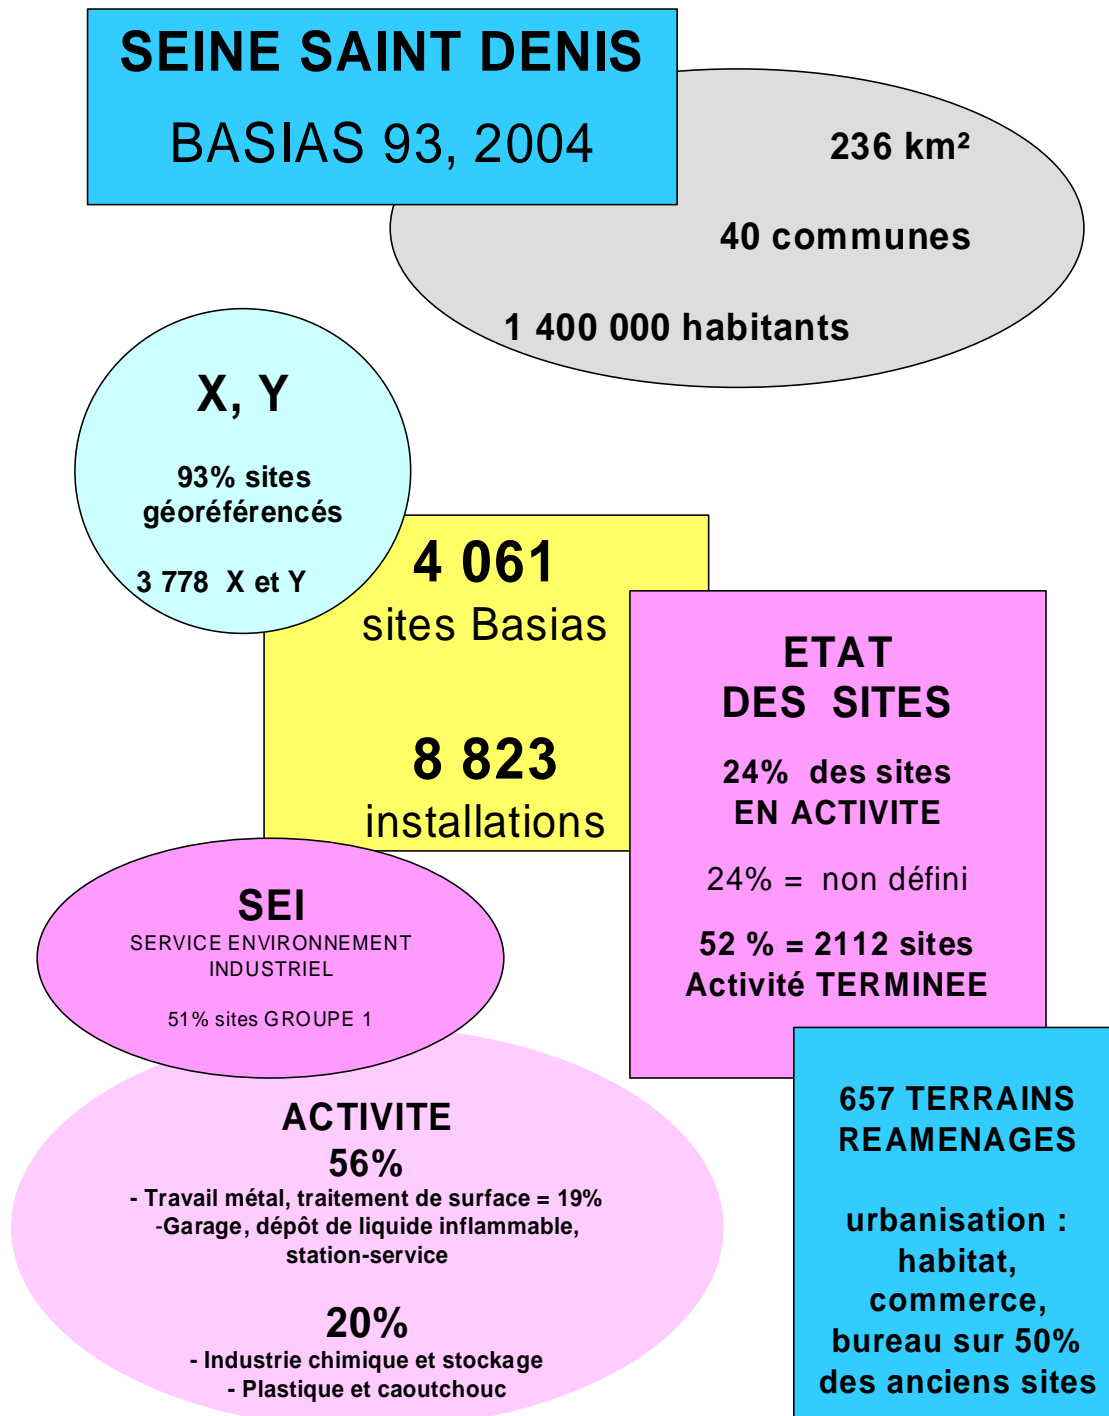 SEINE SAINT DENIS
BASIAS 93, 2004
236 km²
40 communes
1 400 000 habitants
X, Y
93% sites
géoréférencés
3 778 X et Y
4 061
sites Basias
8 823
installations
ETAT
DES SITES
24% des sites
EN ACTIVITE
24% = non défini
52 % = 2112 sites
Activité TERMINEE
SEI
SERVICE ENVIRONNEMENT
INDUSTRIEL
51% sites GROUPE 1
ACTIVITE
56%
- Travail métal, traitement de surface = 19%
-Garage, dépôt de liquide inflammable,
station-service
20%
- Industrie chimique et stockage
- Plastique et caoutchouc
657 TERRAINS
REAMENAGES
urbanisation :
habitat,
commerce,
bureau sur 50%
des anciens sites